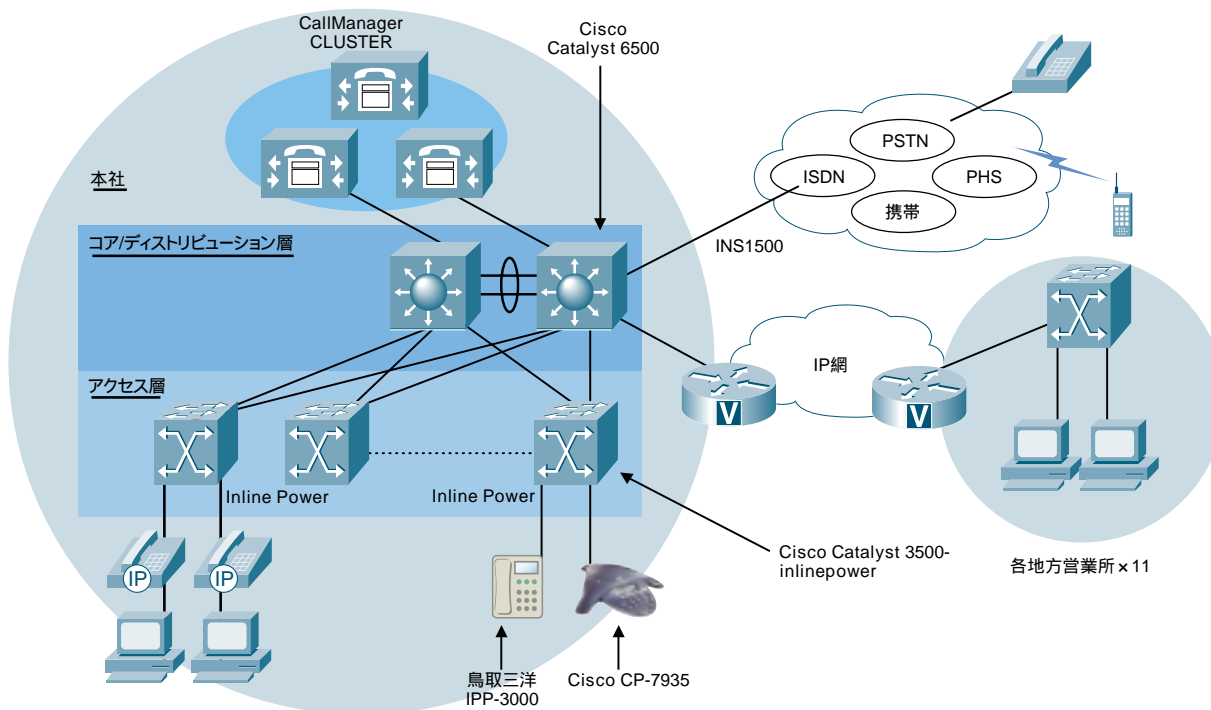 CallManager
CLUSTER
Cisco
Catalyst 6500
本社
PSTN
ISDN
PHS
携帯
INS1500
コア/ディストリビューション層
アクセス層
IP網
V
V
Inline Power
Inline Power
IP
IP
Cisco Catalyst 3500-
inlinepower
各地方営業所×11
鳥取三洋
IPP-3000
Cisco CP-7935